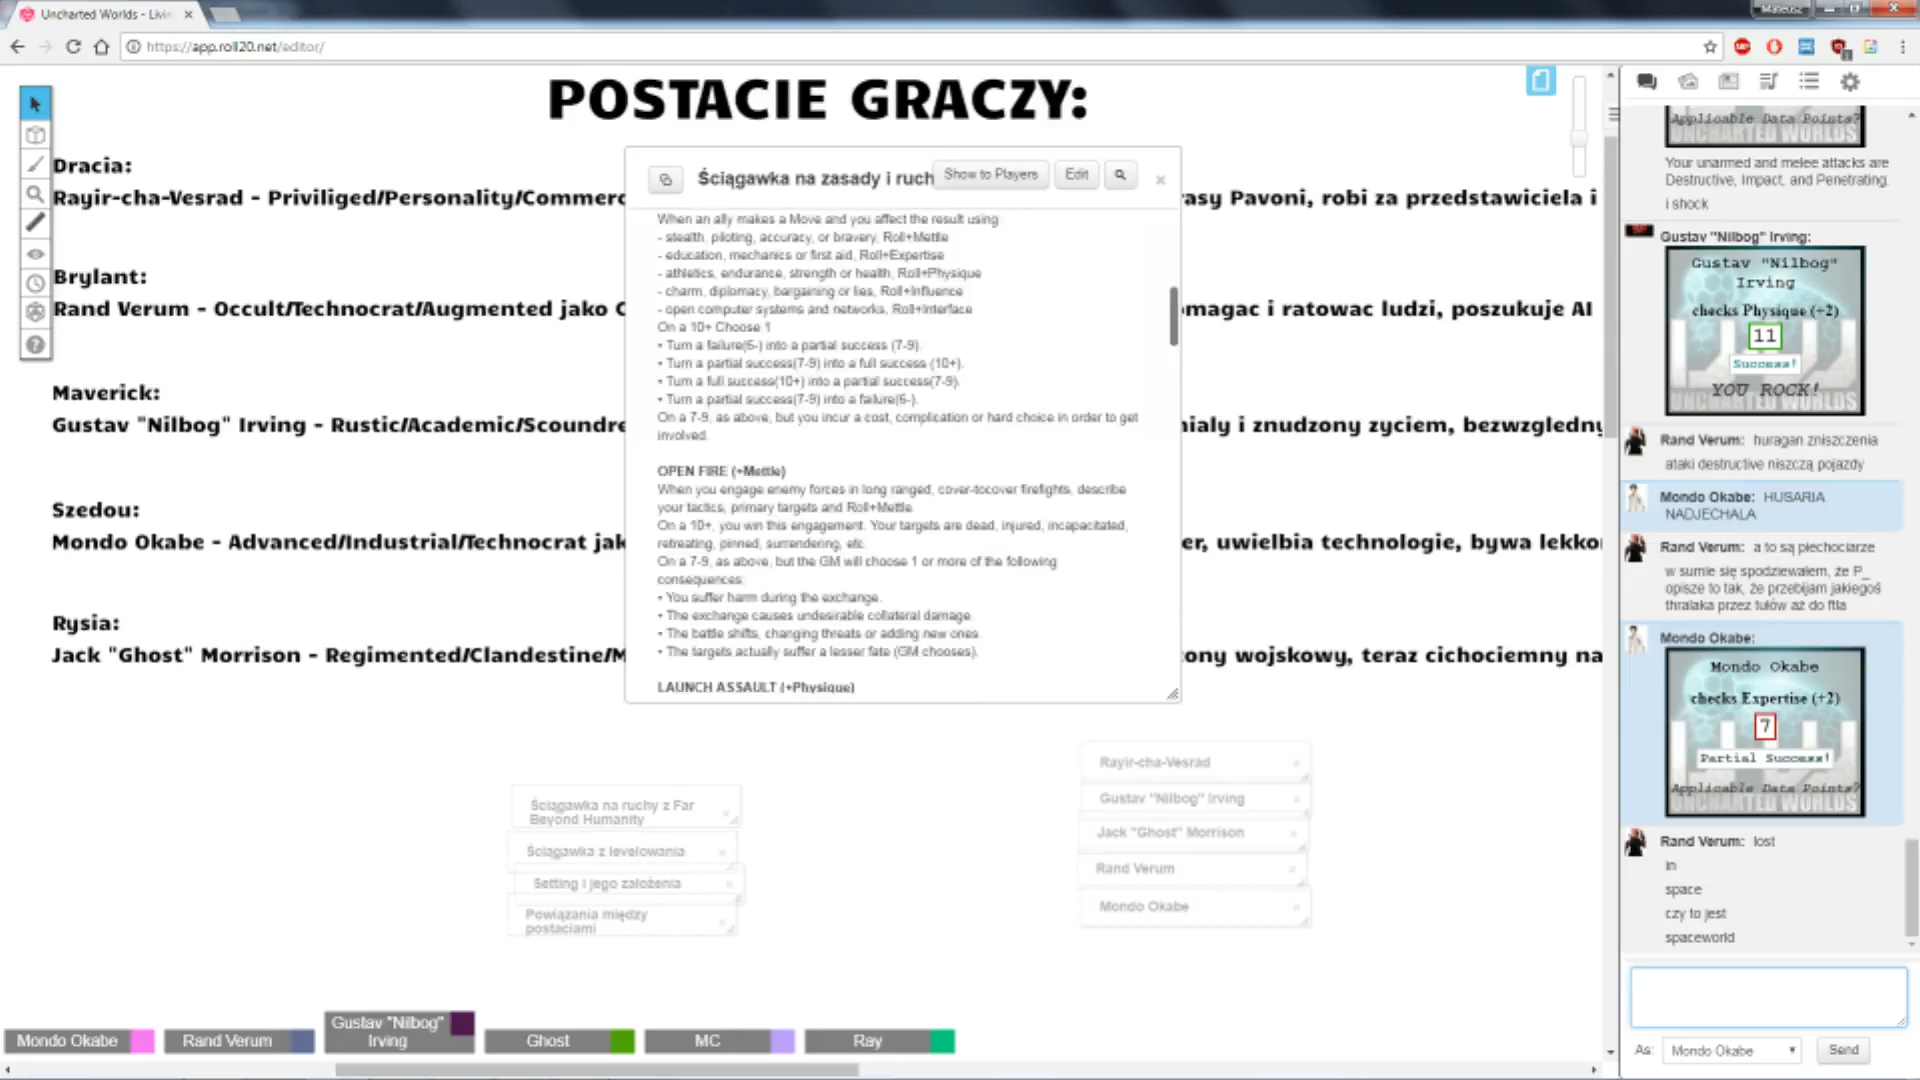 Uncharted Worlds - Livin
Mateusz
https://app.roll20.net/editor/
POSTACIE GRACZY:
Dracia:
Rayir-cha-Vesrad - Priviliged/Personality/Commerc
asy Pavoni, robi za przedstawiciela i
Brylant:
Rand Verum - Occult/Technocrat/Augmented jako C
omagac i ratowac ludzi, poszukuje AI
Maverick:
Gustav "Nilbog" Irving - Rustic/Academic/Scoundre
nialy i znudzony zyciem, bezwzgledny
Szedou:
Mondo Okabe - Advanced/Industrial/Technocrat jak
er, uwielbia technologie, bywa lekko
Rysia:
Jack "Ghost" Morrison - Regimented/Clandestine/M
ony wojskowy, teraz cichociemny na
Ściągawka na zasady i ruch
Show to Players
Edit
When an ally makes a Move and you affect the result using:
- stealth, piloting, accuracy, or bravery, Roll+Mettle
- education, mechanics or first aid, Roll+Expertise
- athletics, endurance, strength or health, Roll+Physique
- charm, diplomacy, bargaining or lies, Roll+Influence
- open computer systems and networks, Roll+Interface
On a 10+ Choose 1
• Turn a failure(6-) into a partial success (7-9).
• Turn a partial success(7-9) into a full success (10+).
• Turn a full success(10+) into a partial success(7-9).
• Turn a partial success(7-9) into a failure(6-).
On a 7-9, as above, but you incur a cost, complication or hard choice in order to get
involved.
OPEN FIRE (+Mettle)
When you engage enemy forces in long ranged, cover-tocover firefights, describe
your tactics, primary targets and Roll+Mettle.
On a 10+, you win this engagement. Your targets are dead, injured, incapacitated,
retreating, pinned, surrendering, etc.
On a 7-9, as above, but the GM will choose 1 or more of the following
consequences:
• You suffer harm during the exchange.
• The exchange causes undesirable collateral damage.
• The battle shifts, changing threats or adding new ones.
• The targets actually suffer a lesser fate (GM chooses).
LAUNCH ASSAULT (+Physique)
Ściągawka na ruchy z Far
Beyond Humanity
Ściągawka z levelowania
Setting i jego założenia
Powiązania między
postaciami
Rayir-cha-Vesrad
Gustav "Nilbog" Irving
Jack "Ghost" Morrison
Rand Verum
Mondo Okabe
Mondo Okabe
Rand Verum
Gustav "Nilbog"
Irving
Ghost
MC
Ray
Applicable Data Points?
UNCHARTED WORLDS
Your unarmed and melee attacks are
Destructive, Impact, and Penetrating.
i shock
Gustav "Nilbog" Irving:
Gustav "Nilbog"
Irving
checks Physique (+2)
11
Success!
YOU ROCK!
UNCHARTED WORLDS
Rand Verum: huragan zniszczenia
ataki destructive niszczą pojazdy
Mondo Okabe: HUSARIA
NADJECHALA
Rand Verum: a to są piechociarze
w sumie się spodziewałem, że P_
opisze to tak, że przebijam jakiegoś
thralaka przez tułów aż do flla
Mondo Okabe:
Mondo Okabe
checks Expertise (+2)
7
Partial Success!
Applicable Data Points?
UNCHARTED WORLDS
Rand Verum: lost
in
space
czy to jest
spaceworld
As:
Mondo Okabe
Send